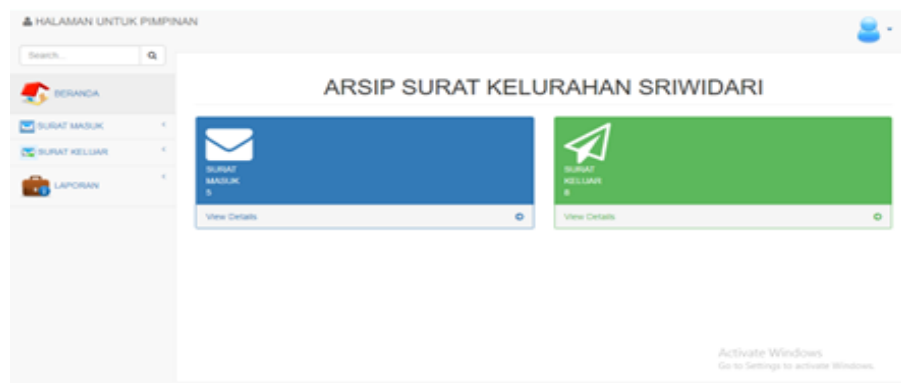 HALAMAN UNTUK PIMPINAN
Search...
BERANDA
SURAT MASUK
SURAT KELUAR
LAPORAN
ARSIP SURAT KELURAHAN SRIWIDARI
SURAT
MASUK
5
View Details
SURAT
KELUAR
6
View Details
Activate Windows
Go to Settings to activate Windows.